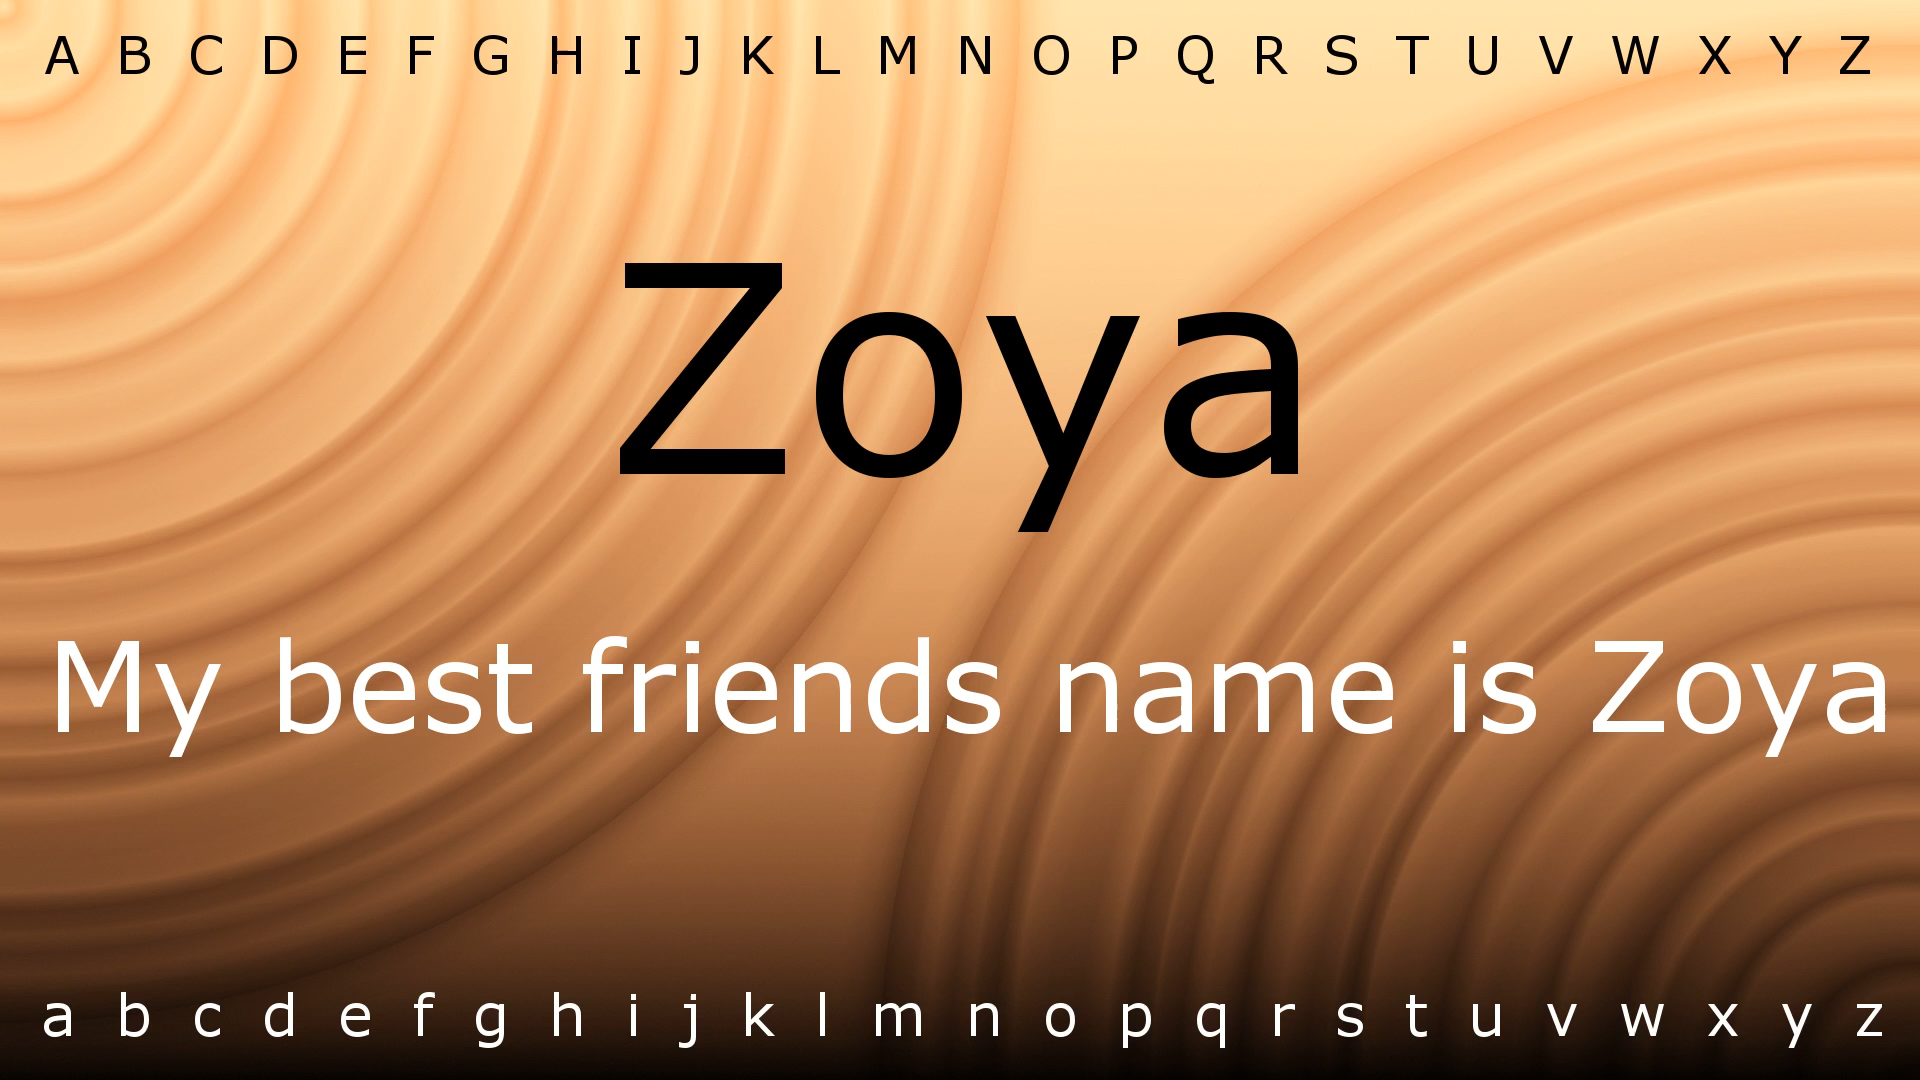 A B C D E F G H I J K L M N O P Q R S T U V W X Y Z
Zoya
My best friends name is Zoya
a b c d e f g h i j k l m n o p q r s t u v w x y z